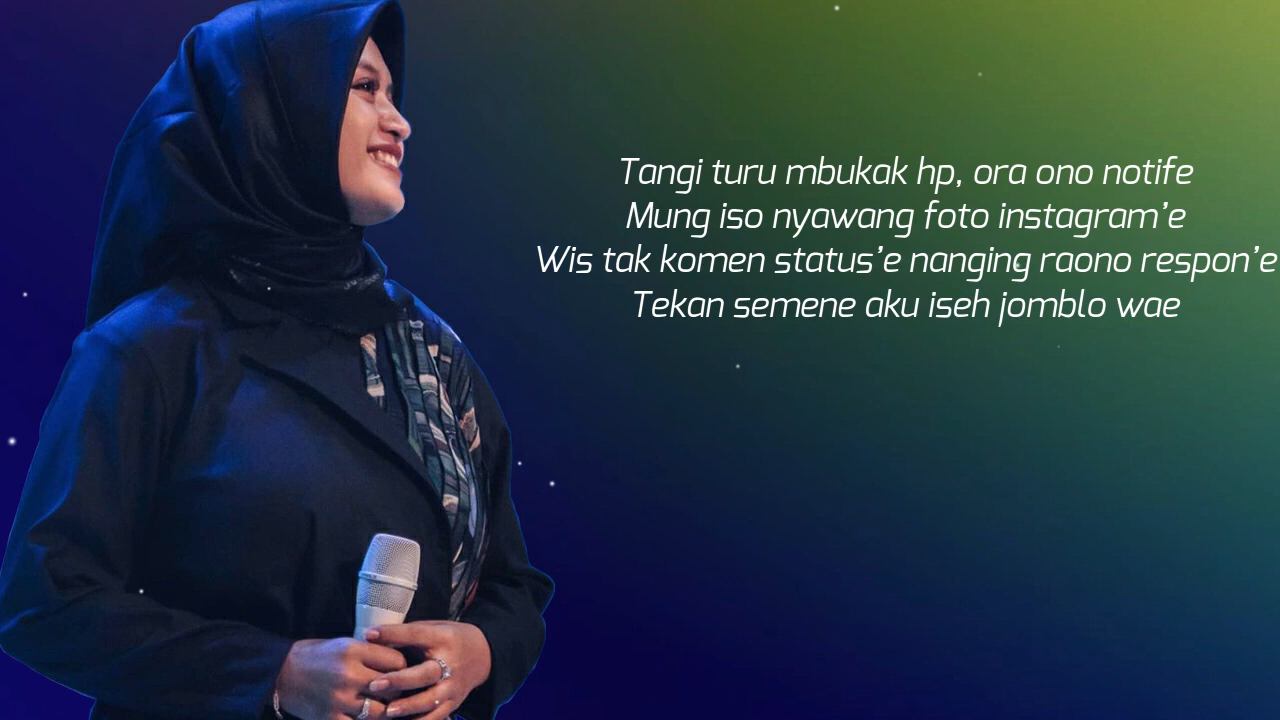 Tangi turu mbukak hp, ora ono notife
Mung iso nyawang foto instagram’e
Wis tak komen status’e nanging raono respon’e
Tekan semene aku iseh jomblo wae